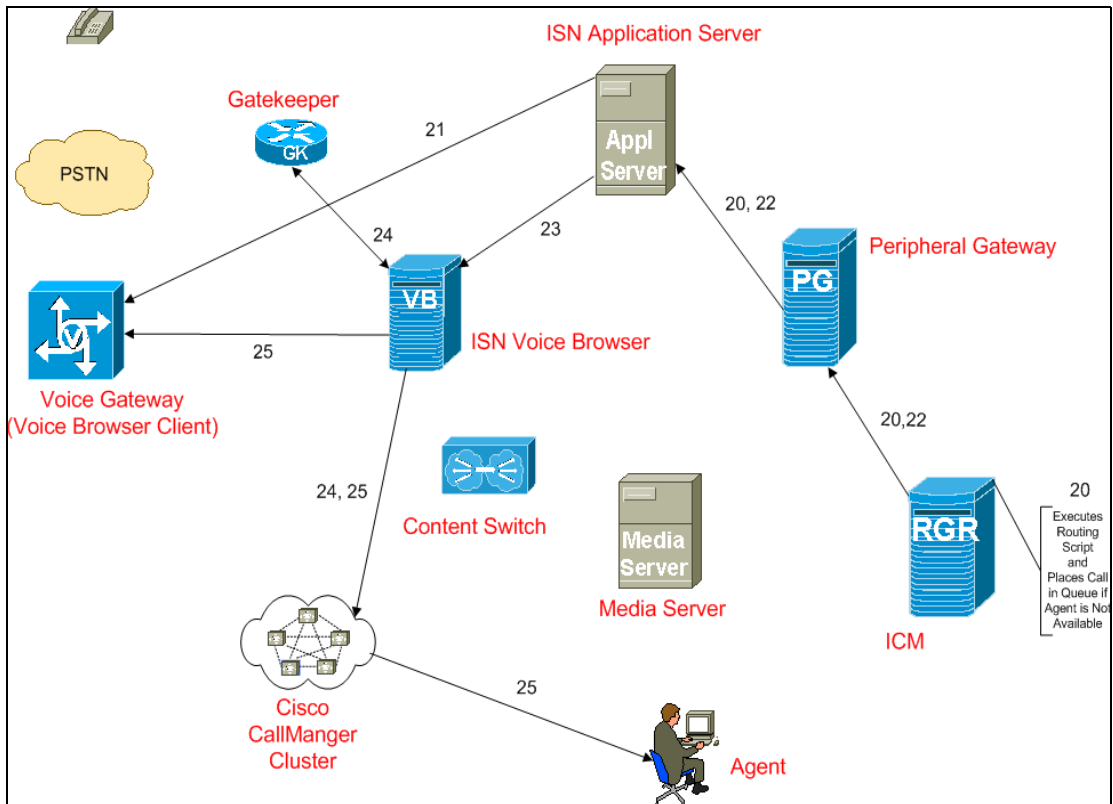 ISN Application Server
Gatekeeper
GK
21
Appl
Server
PSTN
20, 22
24
23
Peripheral Gateway
PG
VB
ISN Voice Browser
V
25
Voice Gateway
(Voice Browser Client)
20,22
24, 25
Content Switch
20
Executes
Routing
Script
and
Places Call
in Queue if
Agent is Not
Available
RGR
Media
Server
Media Server
ICM
25
Cisco
CallManger
Cluster
Agent